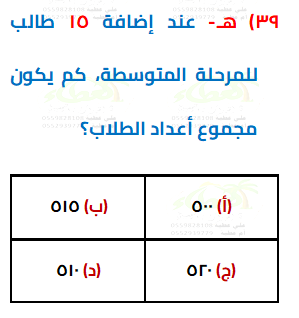 ٣٩) هـ- عند إضافة ١٥ طالب
للمرحلة المتوسطة، كم يكون
مجموع أعداد الطلاب؟
(أ) ٥٠٠
(ب) ٥١٥
(ج) ٥٢٠
(د) ٥١٠